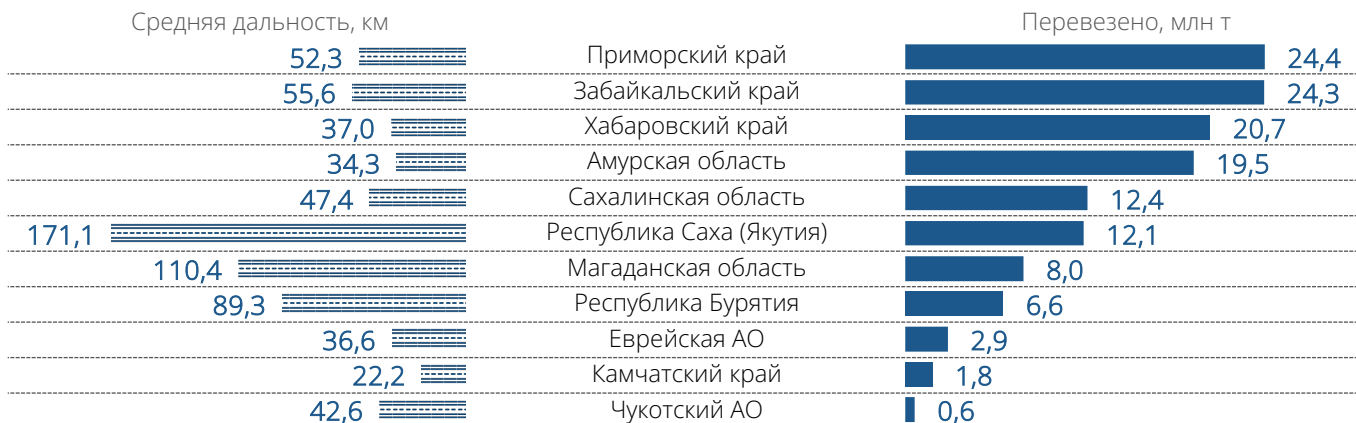 Средняя дальность, км Перевезено, млн т
52,3 Приморский край 24,4
55,6 Забайкальский край 24,3
37,0 Хабаровский край 20,7
34,3 Амурская область 19,5
47,4 Сахалинская область 12,4
171,1 Республика Саха (Якутия) 12,1
110,4 Магаданская область 8,0
89,3 Республика Бурятия 6,6
36,6 Еврейская АО 2,9
22,2 Камчатский край 1,8
42,6 Чукотский АО 0,6